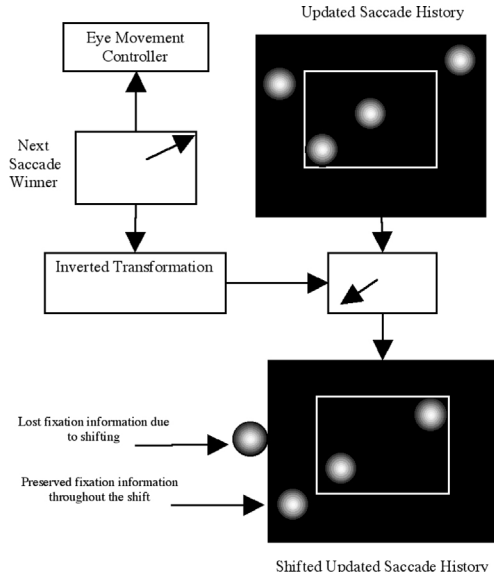 Updated Saccade History
Eye Movement
Controller
Next
Saccade
Winner
Inverted Transformation
Lost fixation information due
to shifting
Preserved fixation information
throughout the shift
Shifted Updated Saccade History